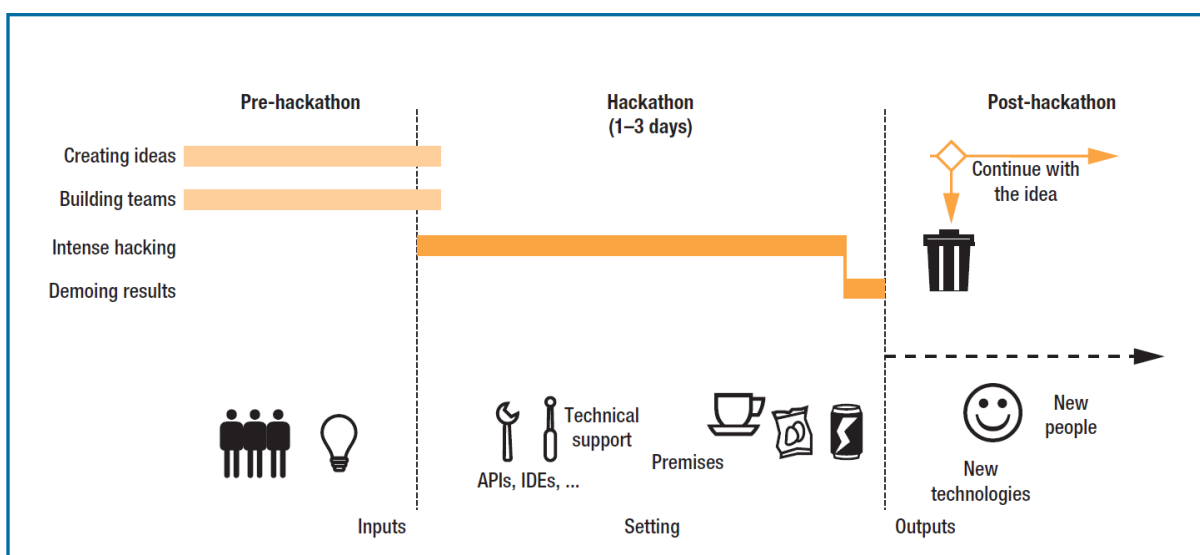 Pre-hackathon
Hackathon
(1–3 days)
Post-hackathon
Creating ideas
Building teams
Intense hacking
Demoing results
Continue with
the idea
Technical
support
APIs, IDEs, ...
Premises
New
people
New
technologies
Inputs
Setting
Outputs